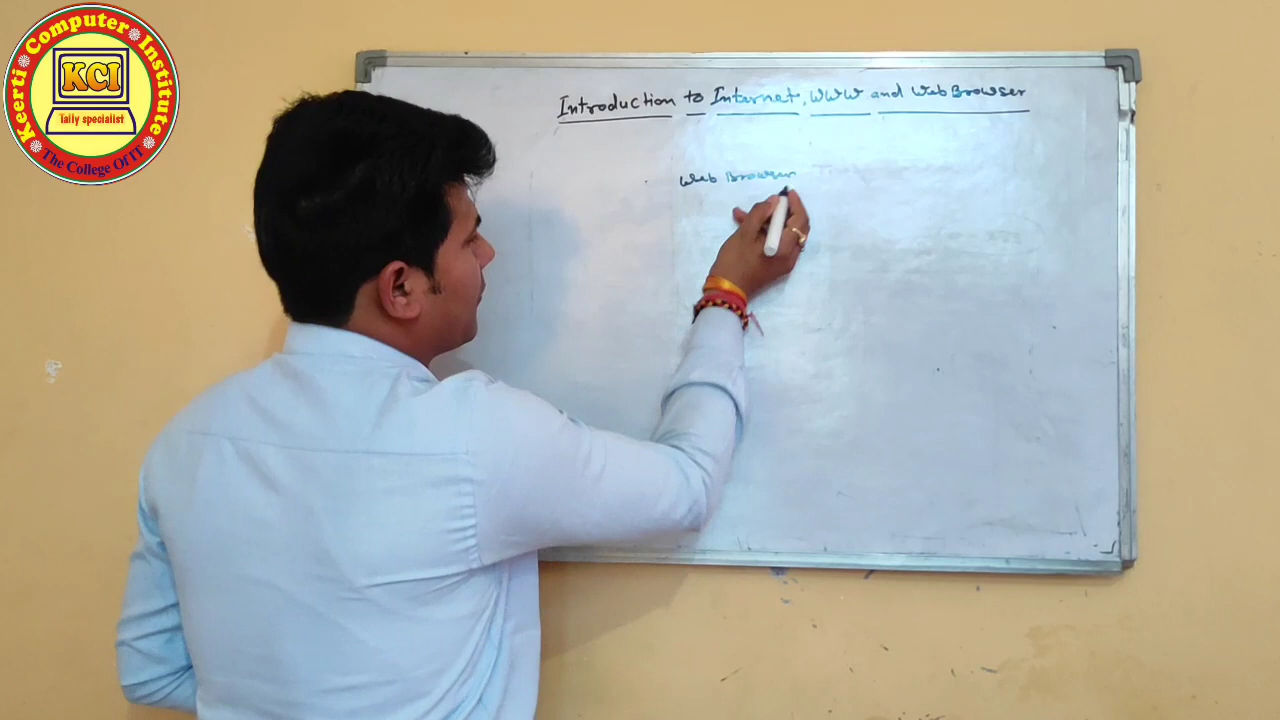 Keerti Computer Institute
KCI
Tally specialist
The College Of IT
Introduction to Internet, WWW and Web Browser
Web Browser